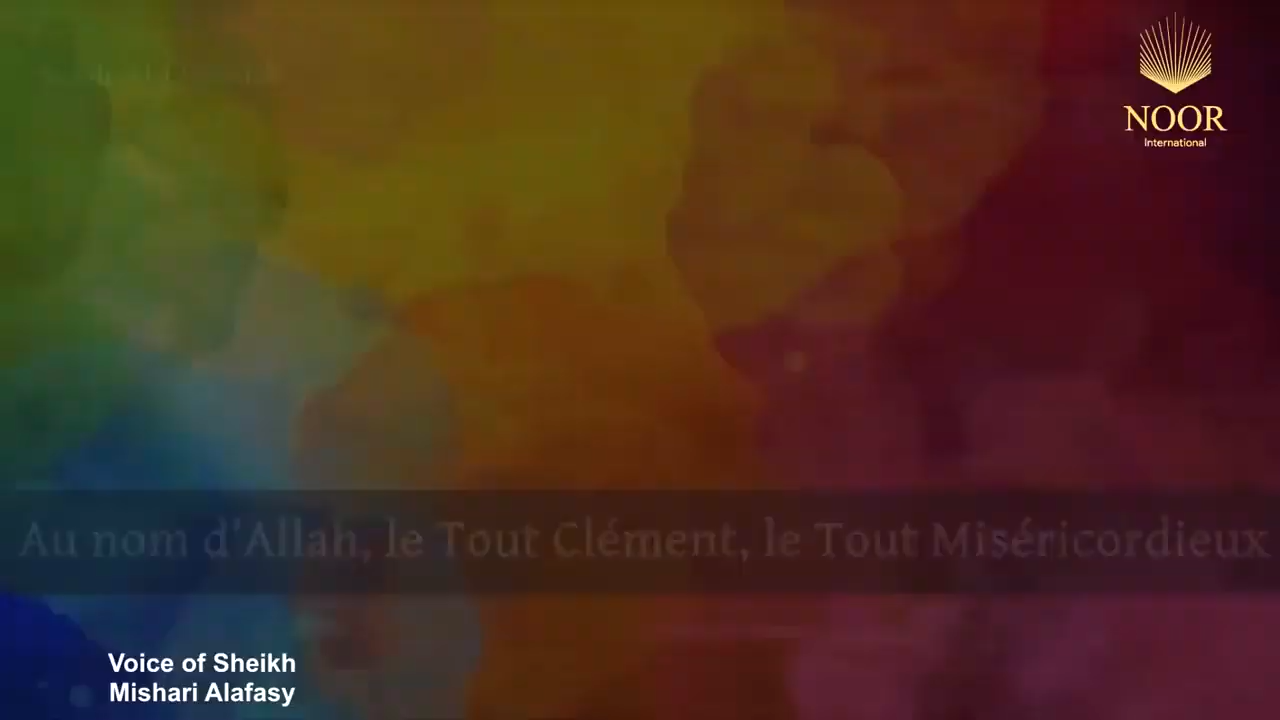 NOOR
International
Au nom d'Allah, le Tout Clément, le Tout Miséricordieux
Voice of Sheikh
Mishari Alafasy